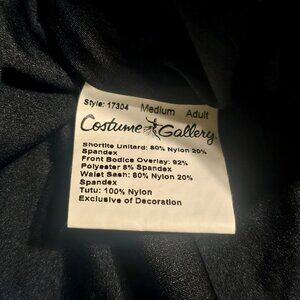 Style: 17304 Medium Adult
Costume Gallery
Shortie Unitard: 80% Nylon 20%
Spandex
Front Bodice Overlay: 92%
Polyester 8% Spandex
Waist Sash: 80% Nylon 20%
Spandex
Tutu: 100% Nylon
Exclusive of Decoration